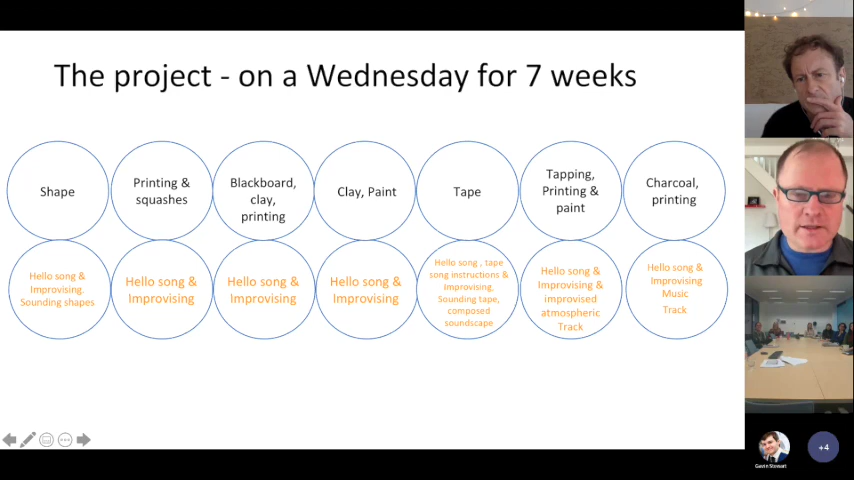 The project - on a Wednesday for 7 weeks
Shape
Printing &
squashes
Blackboard,
clay,
printing
Clay, Paint
Tape
Tapping,
Printing &
paint
Charcoal,
printing
Hello song &
Improvising.
Sounding shapes
Hello song &
Improvising
Hello song &
Improvising
Hello song &
Improvising
Hello song , tape
song instructions &
Improvising,
Sounding tape,
composed
soundscape
Hello song &
Improvising &
improvised
atmospheric
Track
Hello song &
Improvising
Music
Track
Gavin Stewart
+4